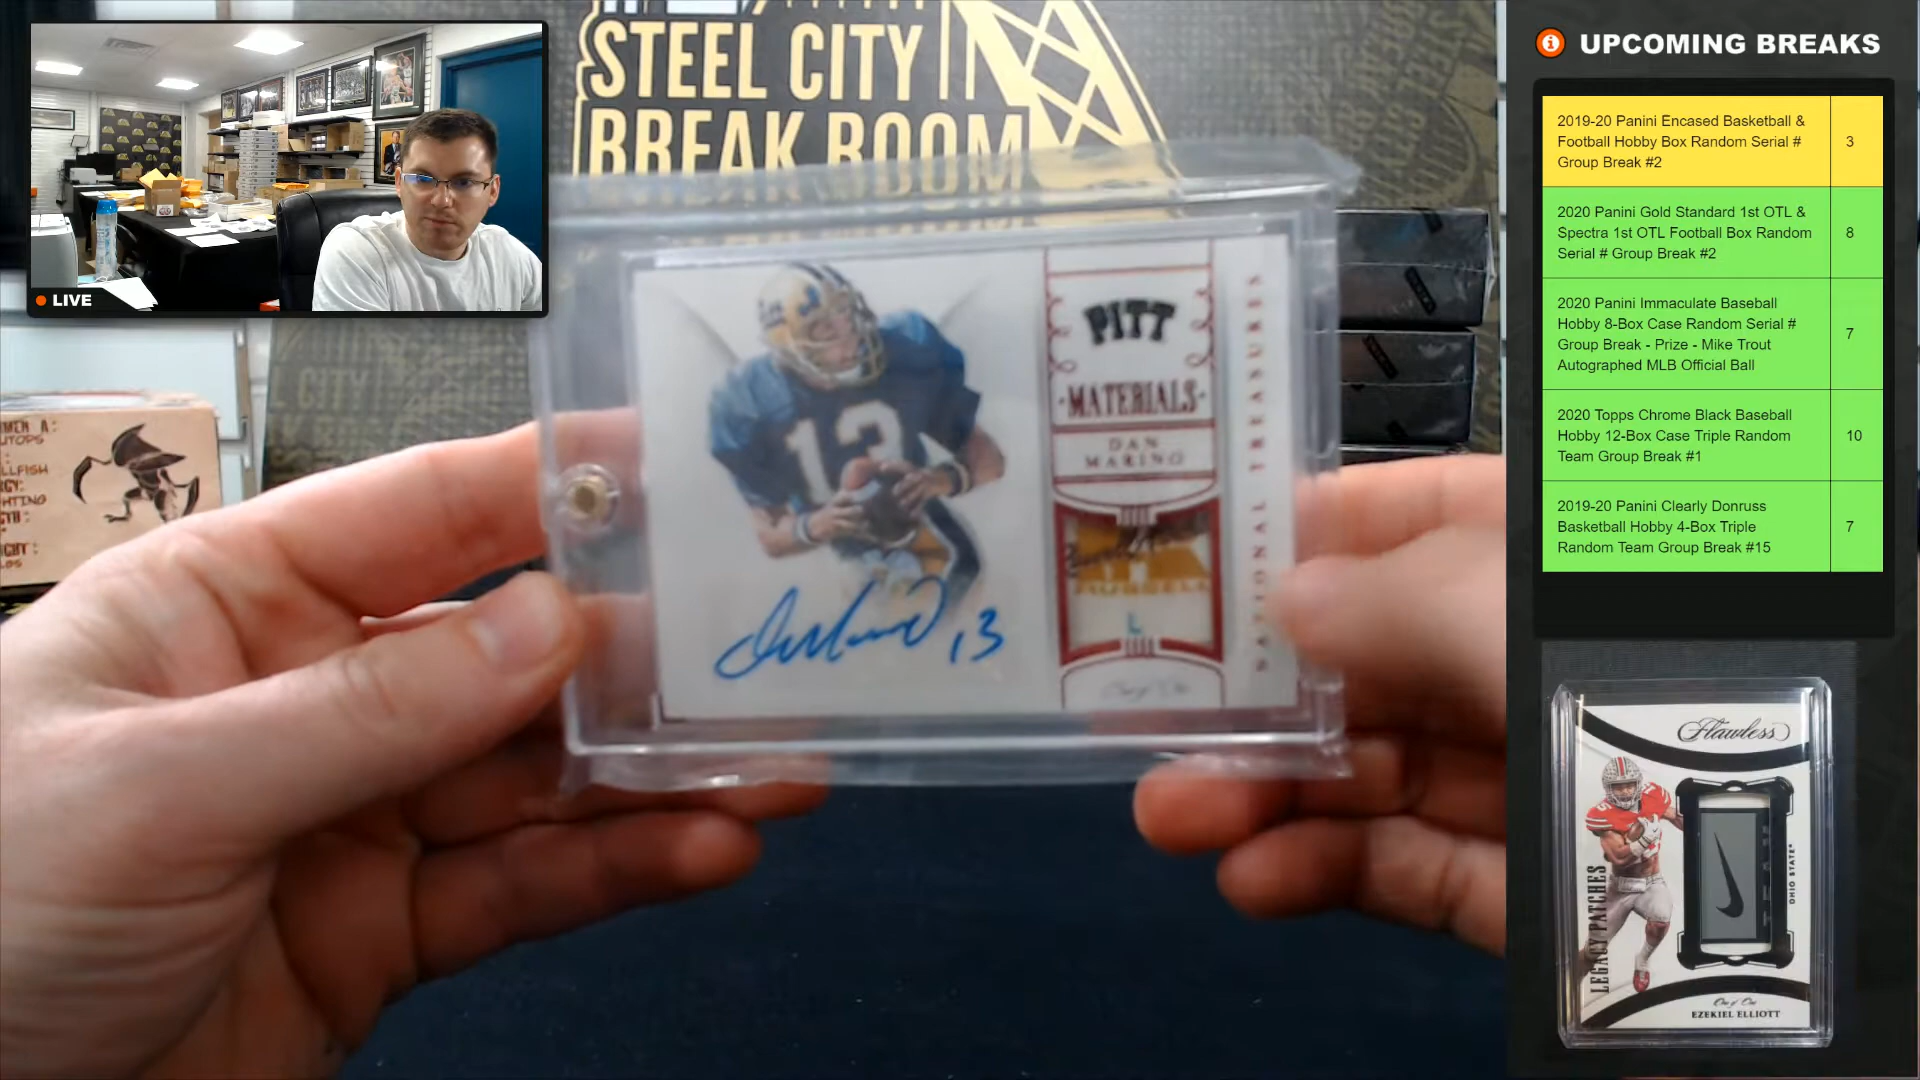 STEEL CITY
BREAK ROOM
LIVE
UPCOMING BREAKS
2019-20 Panini Encased Basketball &
Football Hobby Box Random Serial #
Group Break #2
3
2020 Panini Gold Standard 1st OTL &
Spectra 1st OTL Football Box Random
Serial # Group Break #2
8
2020 Panini Immaculate Baseball
Hobby 8-Box Case Random Serial #
Group Break - Prize - Mike Trout
Autographed MLB Official Ball
7
2020 Topps Chrome Black Baseball
Hobby 12-Box Case Triple Random
Team Group Break #1
10
2019-20 Panini Clearly Donruss
Basketball Hobby 4-Box Triple
Random Team Group Break #15
7
PITT
MATERIALS
DAN
MARINO
NATIONAL TREASURES
13
L
One of One
13
CITY
Flawless
LEGACY PATCHES
OHIO STATE
One of One
EZEKIEL ELLIOTT